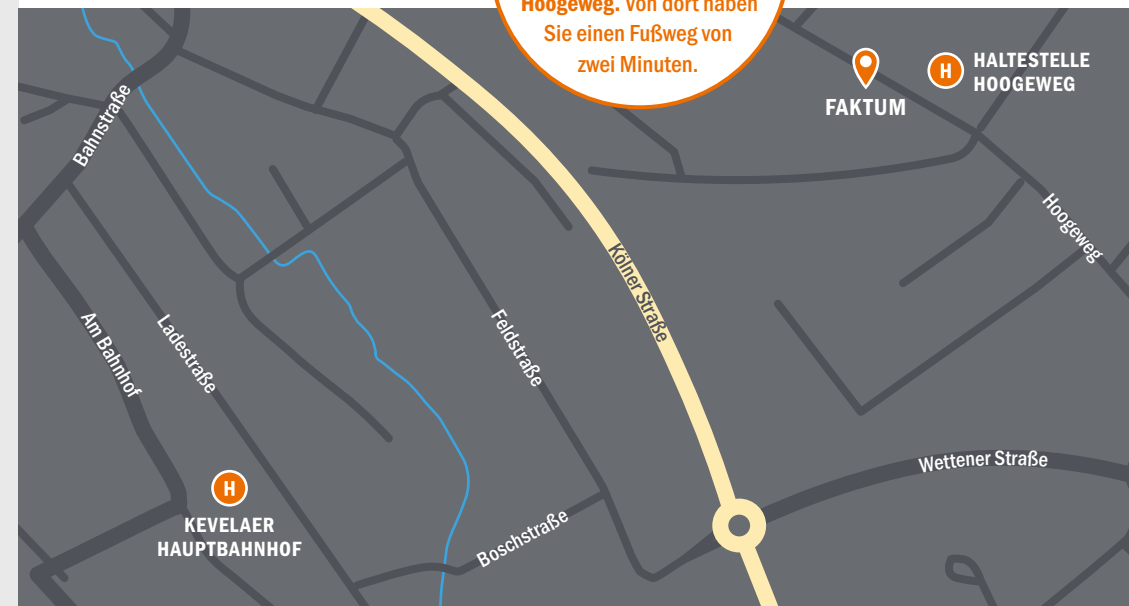 Hoogeweg. Von dort haben
Sie einen Fußweg von
zwei Minuten.
H
HALTESTELLE
HOOGEWEG
FAKTUM
Bahnstraße
Hoogeweg
Kölner Straße
Feldstraße
Am Bahnhof
Ladestraße
Wettener Straße
H
KEVELAER
HAUPTBAHNHOF
Boschstraße